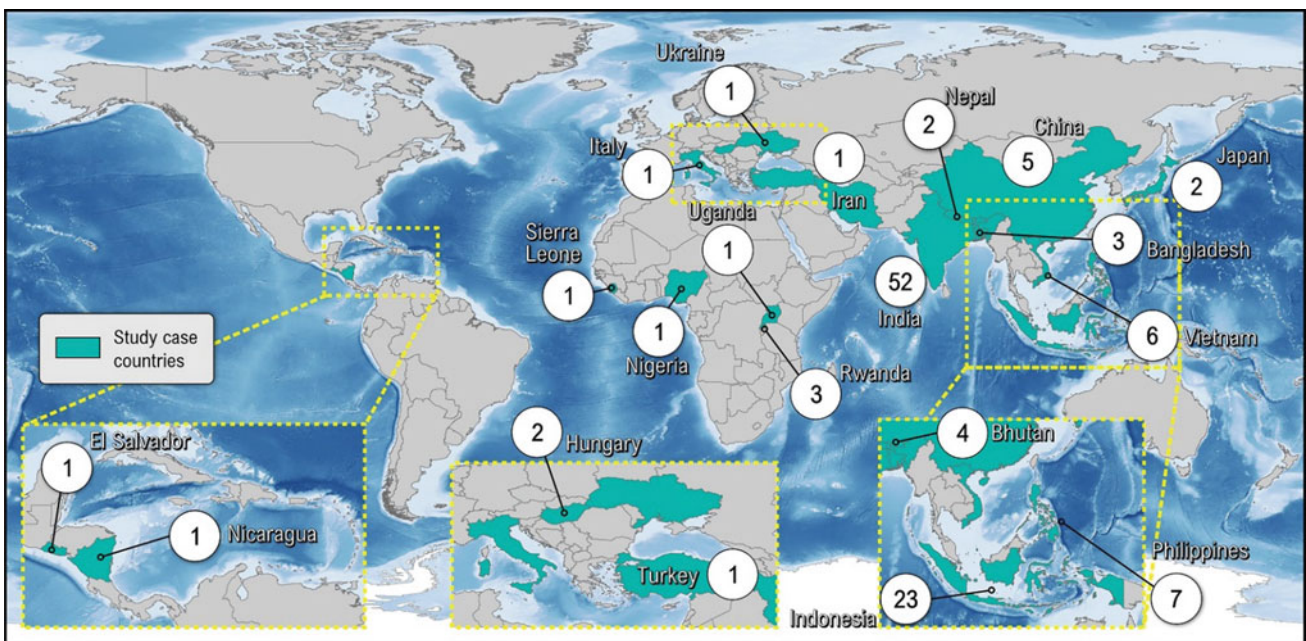 Ukraine
1
Nepal
2
China
5
Italy
1
1
Iran
Japan
2
Uganda
1
Sierra
Leone
1
3
Bangladesh
52
India
1
Nigeria
6
Vietnam
Study case
countries
3
Rwanda
El Salvador
1
2
Hungary
4
Bhutan
1
Nicaragua
Philippines
Turkey
1
23
7
Indonesia